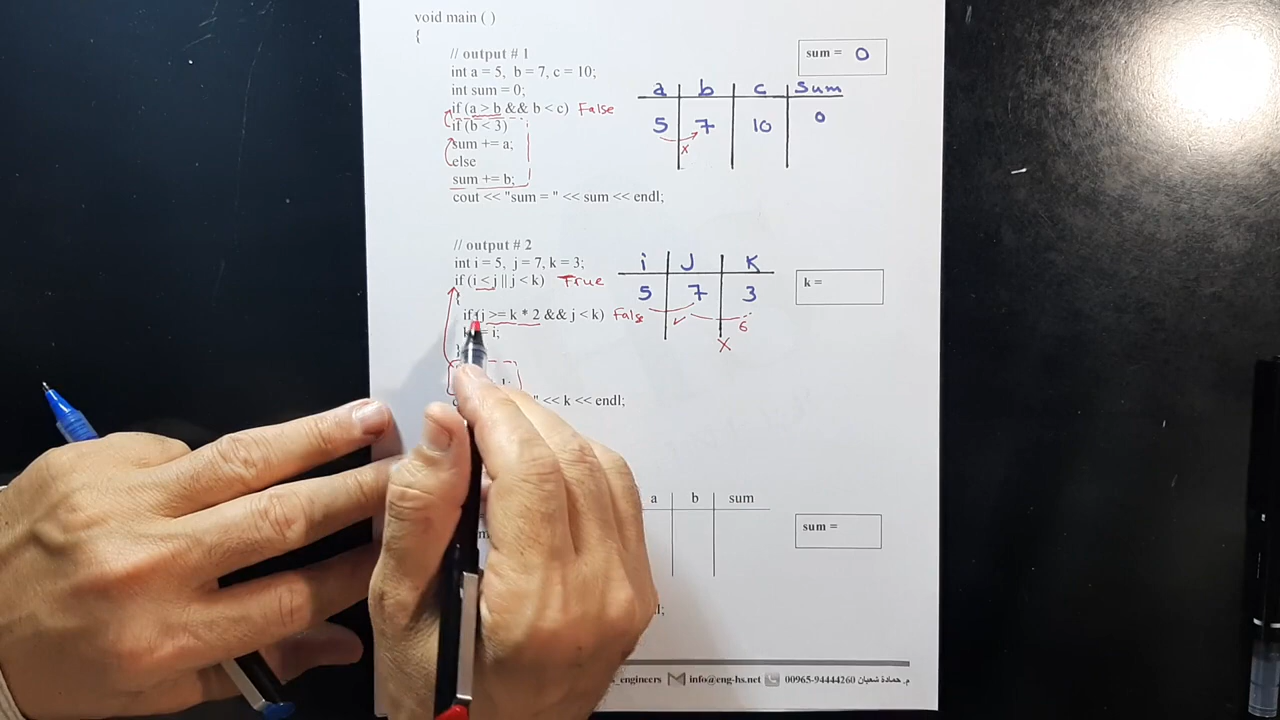 void main ( )
{
// output # 1
int a = 5, b = 7, c = 10;
int sum = 0;
if (a > b && b < c) False
if (b < 3)
sum += a;
else
sum += b;
cout << "sum = " << sum << endl;
sum = 0
a b c Sum
5 7 10 0
x
// output # 2
int i = 5, j = 7, k = 3;
if (i < j || j < k) True
{
if (i >= k * 2 && j < k) False
= i;
}
1;
" << k << endl;
i J K
5 7 3
✓ 6
X
k =
a b sum
sum =
l;
_engineers info@eng-hs.net 00965-94444260 م. حمادة شعبان